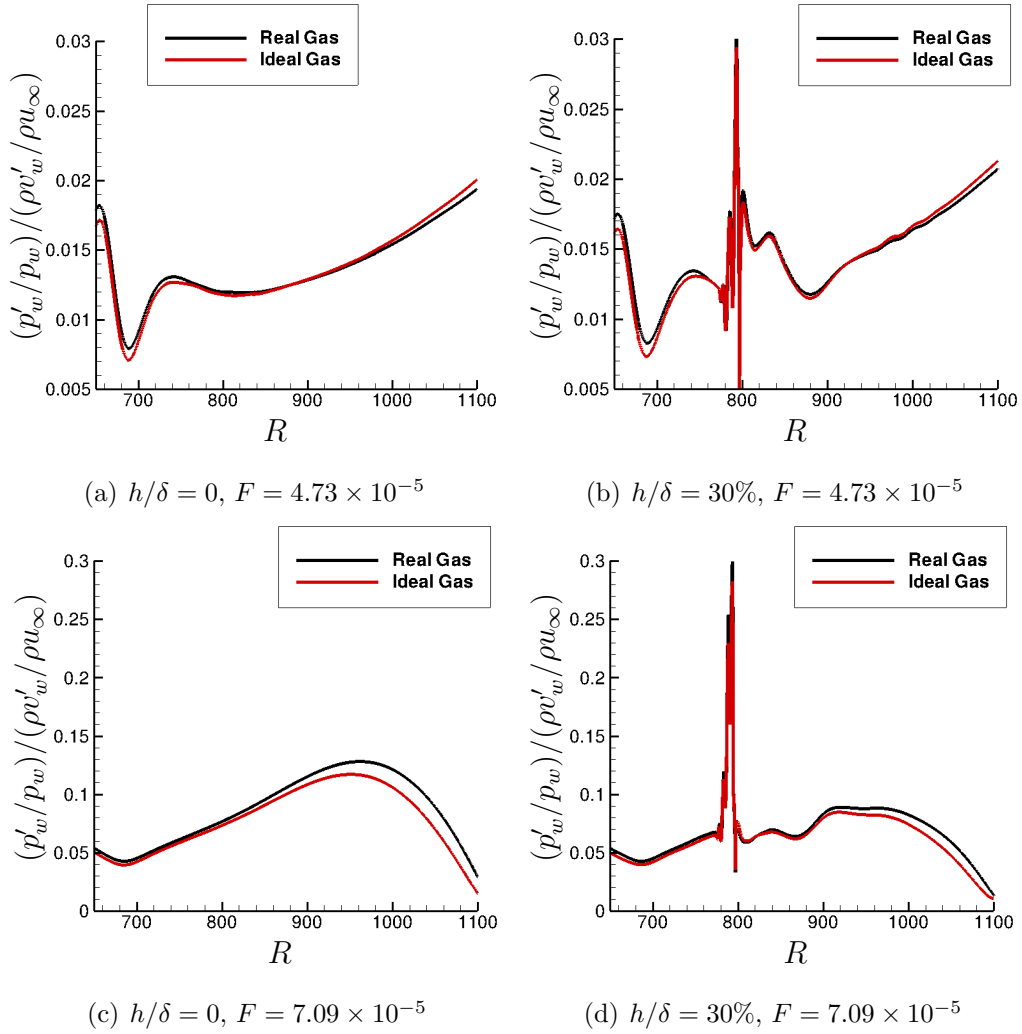 Real Gas
Ideal Gas
0.03
0.025
0.02
0.015
0.01
0.005
(p′_w/p_w)/(ρv′_w/ρu_∞)
700 800 900 1000 1100
R
(a) h/δ = 0, F = 4.73 × 10⁻⁵
Real Gas
Ideal Gas
0.03
0.025
0.02
0.015
0.01
0.005
(p′_w/p_w)/(ρv′_w/ρu_∞)
700 800 900 1000 1100
R
(b) h/δ = 30%, F = 4.73 × 10⁻⁵
Real Gas
Ideal Gas
0.3
0.25
0.2
0.15
0.1
0.05
0
(p′_w/p_w)/(ρv′_w/ρu_∞)
700 800 900 1000 1100
R
(c) h/δ = 0, F = 7.09 × 10⁻⁵
Real Gas
Ideal Gas
0.3
0.25
0.2
0.15
0.1
0.05
0
(p′_w/p_w)/(ρv′_w/ρu_∞)
700 800 900 1000 1100
R
(d) h/δ = 30%, F = 7.09 × 10⁻⁵